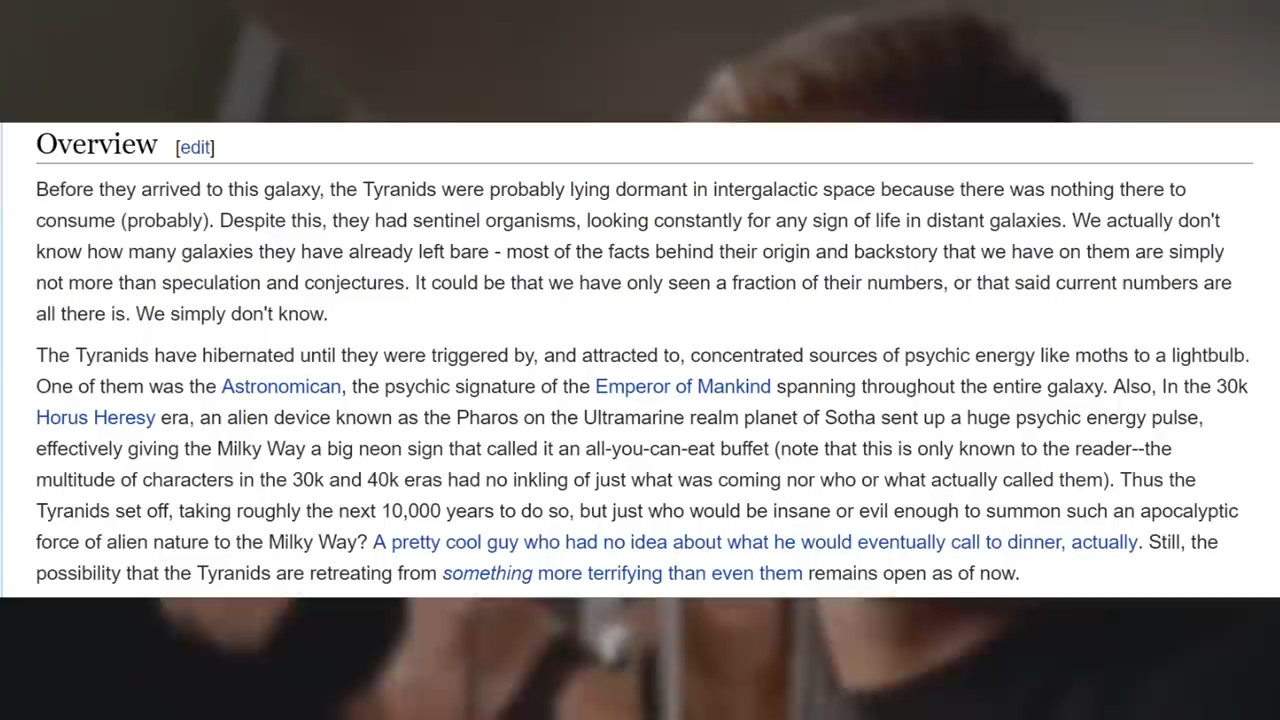 Overview [edit]
Before they arrived to this galaxy, the Tyranids were probably lying dormant in intergalactic space because there was nothing there to
consume (probably). Despite this, they had sentinel organisms, looking constantly for any sign of life in distant galaxies. We actually don't
know how many galaxies they have already left bare - most of the facts behind their origin and backstory that we have on them are simply
not more than speculation and conjectures. It could be that we have only seen a fraction of their numbers, or that said current numbers are
all there is. We simply don't know.
The Tyranids have hibernated until they were triggered by, and attracted to, concentrated sources of psychic energy like moths to a lightbulb.
One of them was the Astronomican, the psychic signature of the Emperor of Mankind spanning throughout the entire galaxy. Also, In the 30k
Horus Heresy era, an alien device known as the Pharos on the Ultramarine realm planet of Sotha sent up a huge psychic energy pulse,
effectively giving the Milky Way a big neon sign that called it an all-you-can-eat buffet (note that this is only known to the reader--the
multitude of characters in the 30k and 40k eras had no inkling of just what was coming nor who or what actually called them). Thus the
Tyranids set off, taking roughly the next 10,000 years to do so, but just who would be insane or evil enough to summon such an apocalyptic
force of alien nature to the Milky Way? A pretty cool guy who had no idea about what he would eventually call to dinner, actually. Still, the
possibility that the Tyranids are retreating from something more terrifying than even them remains open as of now.